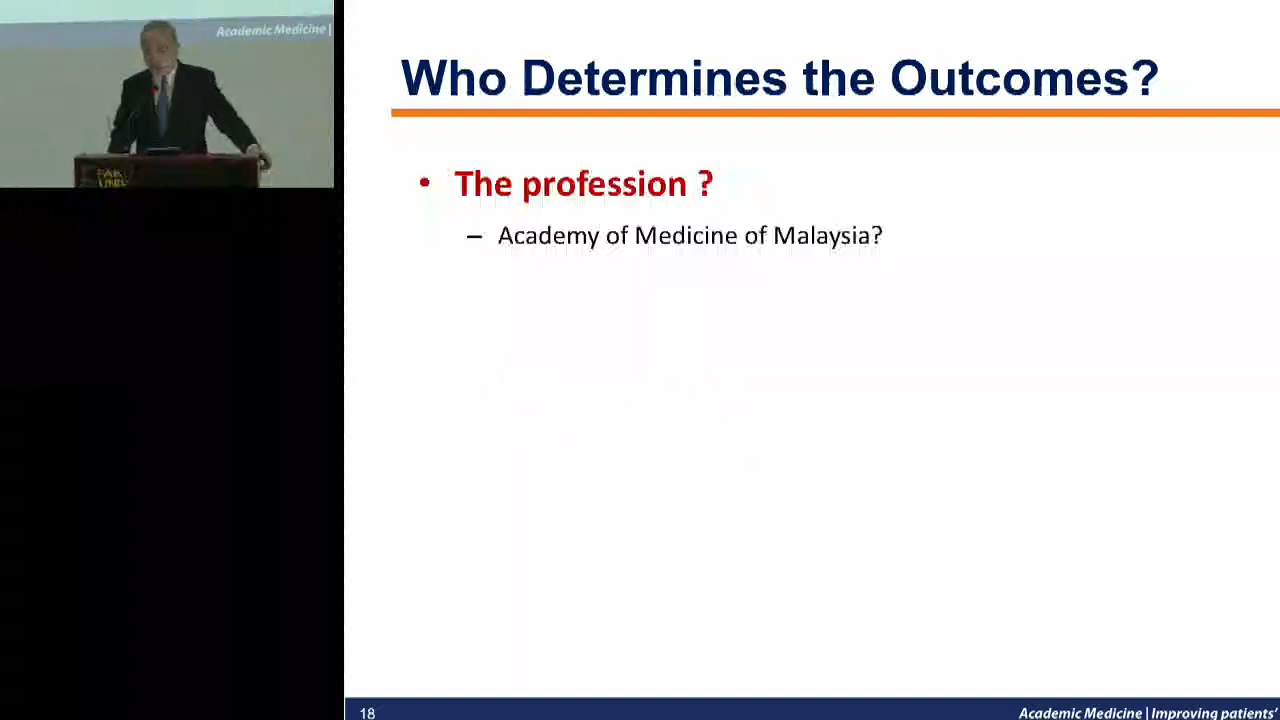 Academic Medicine |
Who Determines the Outcomes?
• The profession ?
– Academy of Medicine of Malaysia?
18
Academic Medicine | Improving patients'